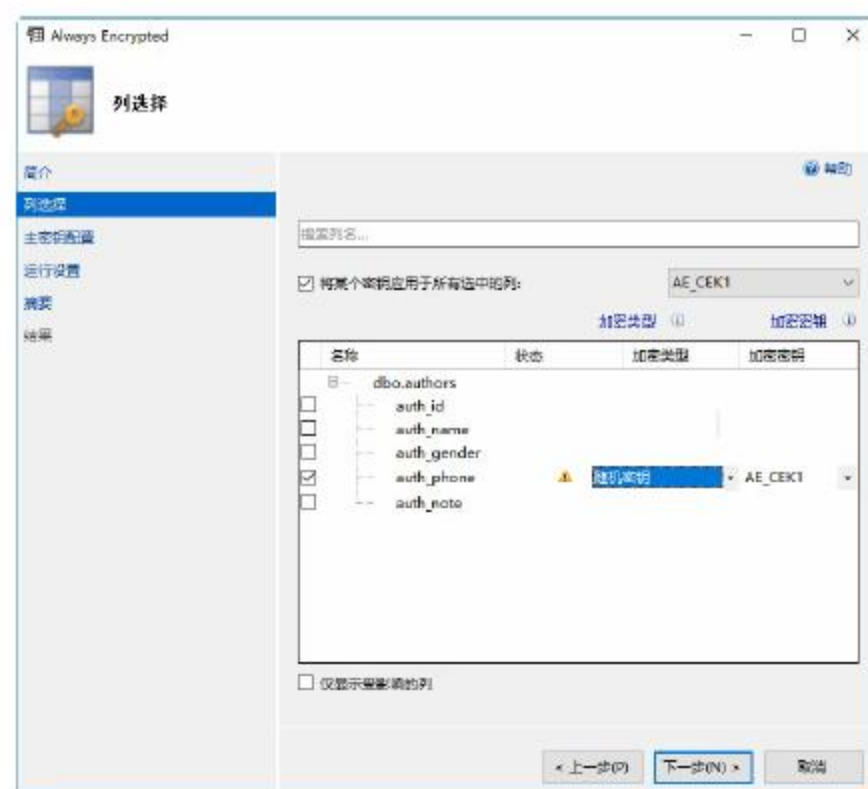 Always Encrypted
列选择
简介
列选择
主密钥配置
运行设置
摘要
结果
帮助
搜索列名...
将某个密钥应用于所有选中的列:
AE_CEK1
加密类型 加密密钥
名称 状态 加密类型 加密密钥
dbo.authors
auth_id
auth_name
auth_gender
auth_phone 随机密钥 AE_CEK1
auth_note
仅显示受影响的列
< 上一步(P) 下一步(N) > 取消